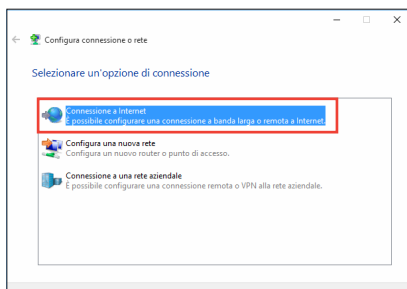 Configura connessione o rete
Selezionare un'opzione di connessione
Connessione a Internet
È possibile configurare una connessione a banda larga o remota a Internet.
Configura una nuova rete
Configura un nuovo router o punto di accesso.
Connessione a una rete aziendale
È possibile configurare una connessione remota o VPN alla rete aziendale.